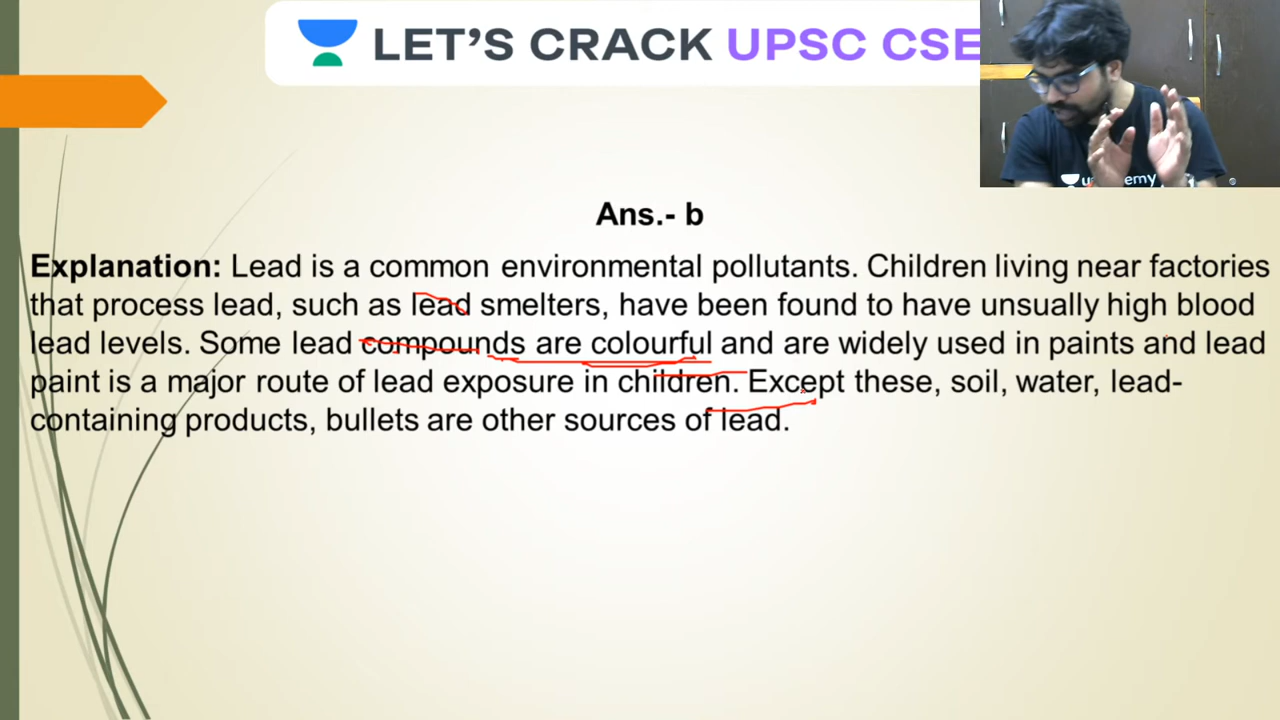 LET'S CRACK UPSC CSE
Ans.- b
Explanation: Lead is a common environmental pollutants. Children living near factories
that process lead, such as lead smelters, have been found to have unsually high blood
lead levels. Some lead compounds are colourful and are widely used in paints and lead
paint is a major route of lead exposure in children. Except these, soil, water, lead-
containing products, bullets are other sources of lead.